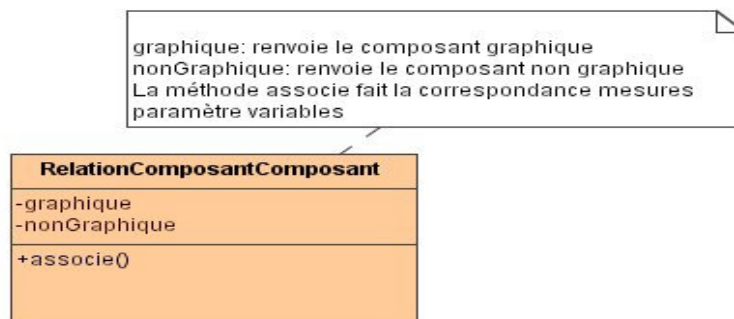 graphique: renvoie le composant graphique
nonGraphique: renvoie le composant non graphique
La méthode associe fait la correspondance mesures
paramètre variables
RelationComposantComposant
-graphique
-nonGraphique
+associe()